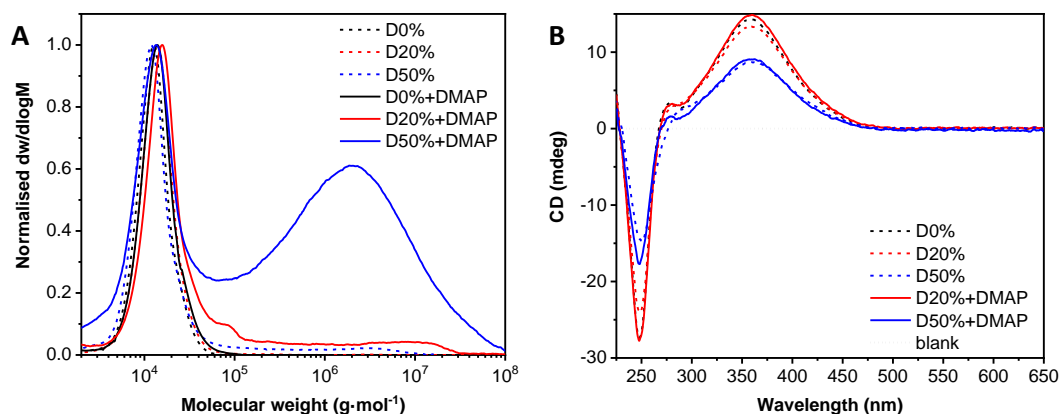 A
Normalised dw/dlogM
1.0
0.8
0.6
0.4
0.2
0.0
10⁴
10⁵
10⁶
10⁷
10⁸
Molecular weight (g·mol⁻¹)
D0%
D20%
D50%
D0%+DMAP
D20%+DMAP
D50%+DMAP
B
CD (mdeg)
10
0
-10
-20
-30
250
300
350
400
450
500
550
600
650
Wavelength (nm)
D0%
D20%
D50%
D20%+DMAP
D50%+DMAP
blank